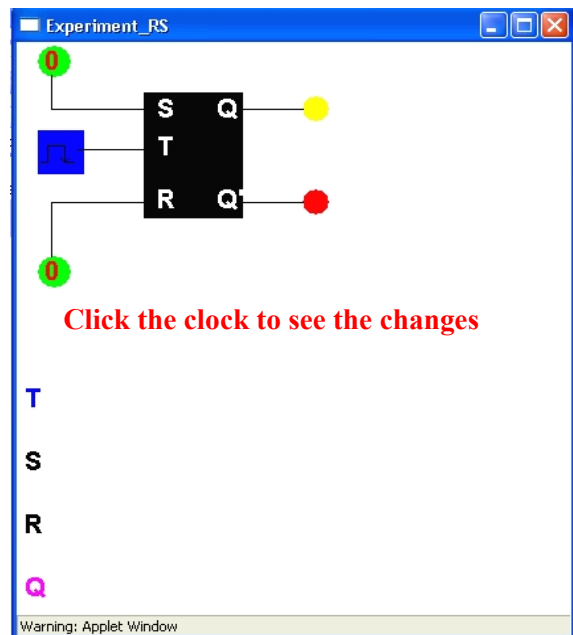 Experiment_RS
0
S Q
T
R Q'
0
Click the clock to see the changes
T
S
R
Q
Warning: Applet Window